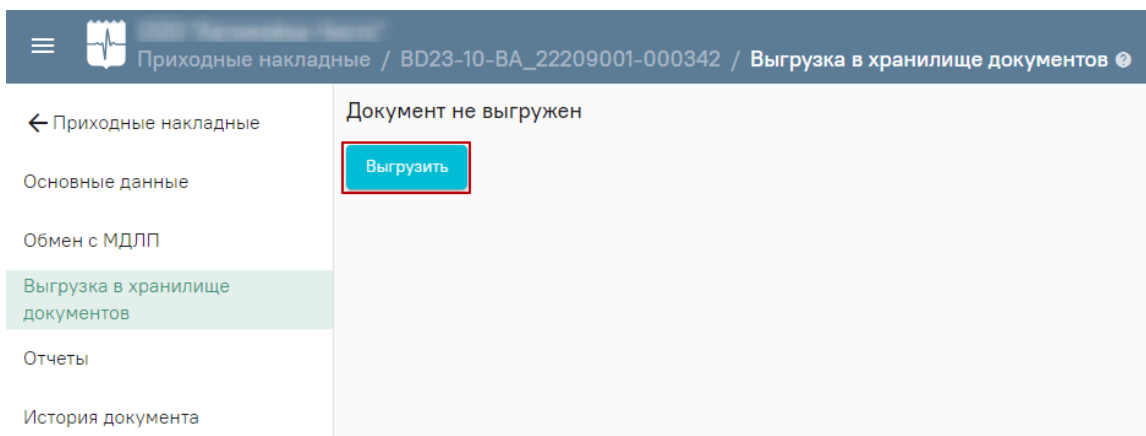 Приходные накладные / BD23-10-BA_22209001-000342 / Выгрузка в хранилище документов ?
Приходные накладные
Документ не выгружен
Выгрузить
Основные данные
Обмен с МДЛП
Выгрузка в хранилище
документов
Отчеты
История документа